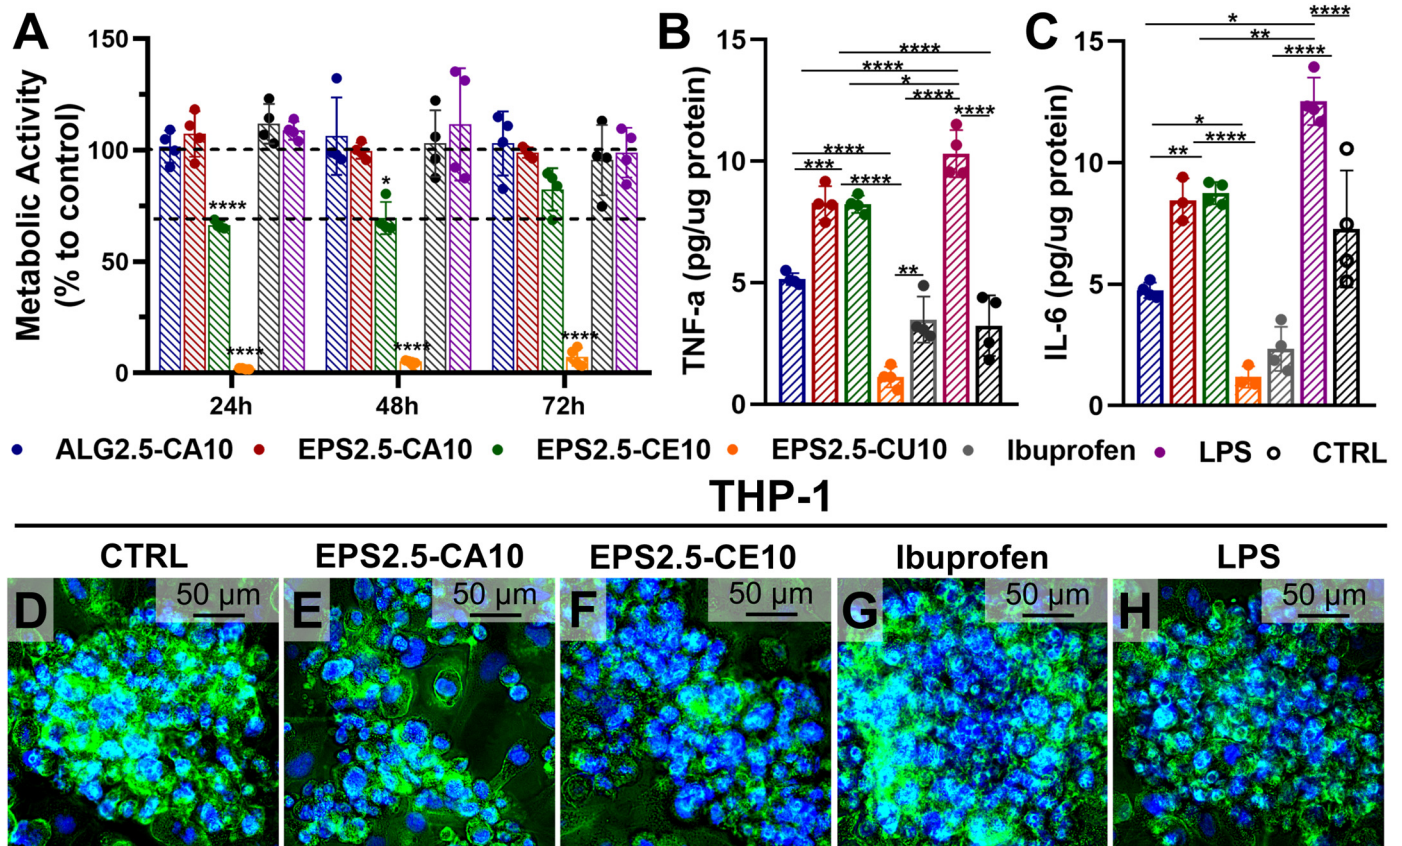 A
Metabolic Activity
(% to control)
150
100
50
0
****
****
*
****
****
24h
48h
72h
B
TNF-a (pg/ug protein)
15
10
5
0
****
****
*
****
****
****
***
****
**
C
IL-6 (pg/ug protein)
15
10
5
0
****
*
**
****
*
****
**
ALG2.5-CA10 EPS2.5-CA10 EPS2.5-CE10 EPS2.5-CU10 Ibuprofen LPS CTRL
THP-1
CTRL EPS2.5-CA10 EPS2.5-CE10 Ibuprofen LPS
D 50 µm E 50 µm F 50 µm G 50 µm H 50 µm